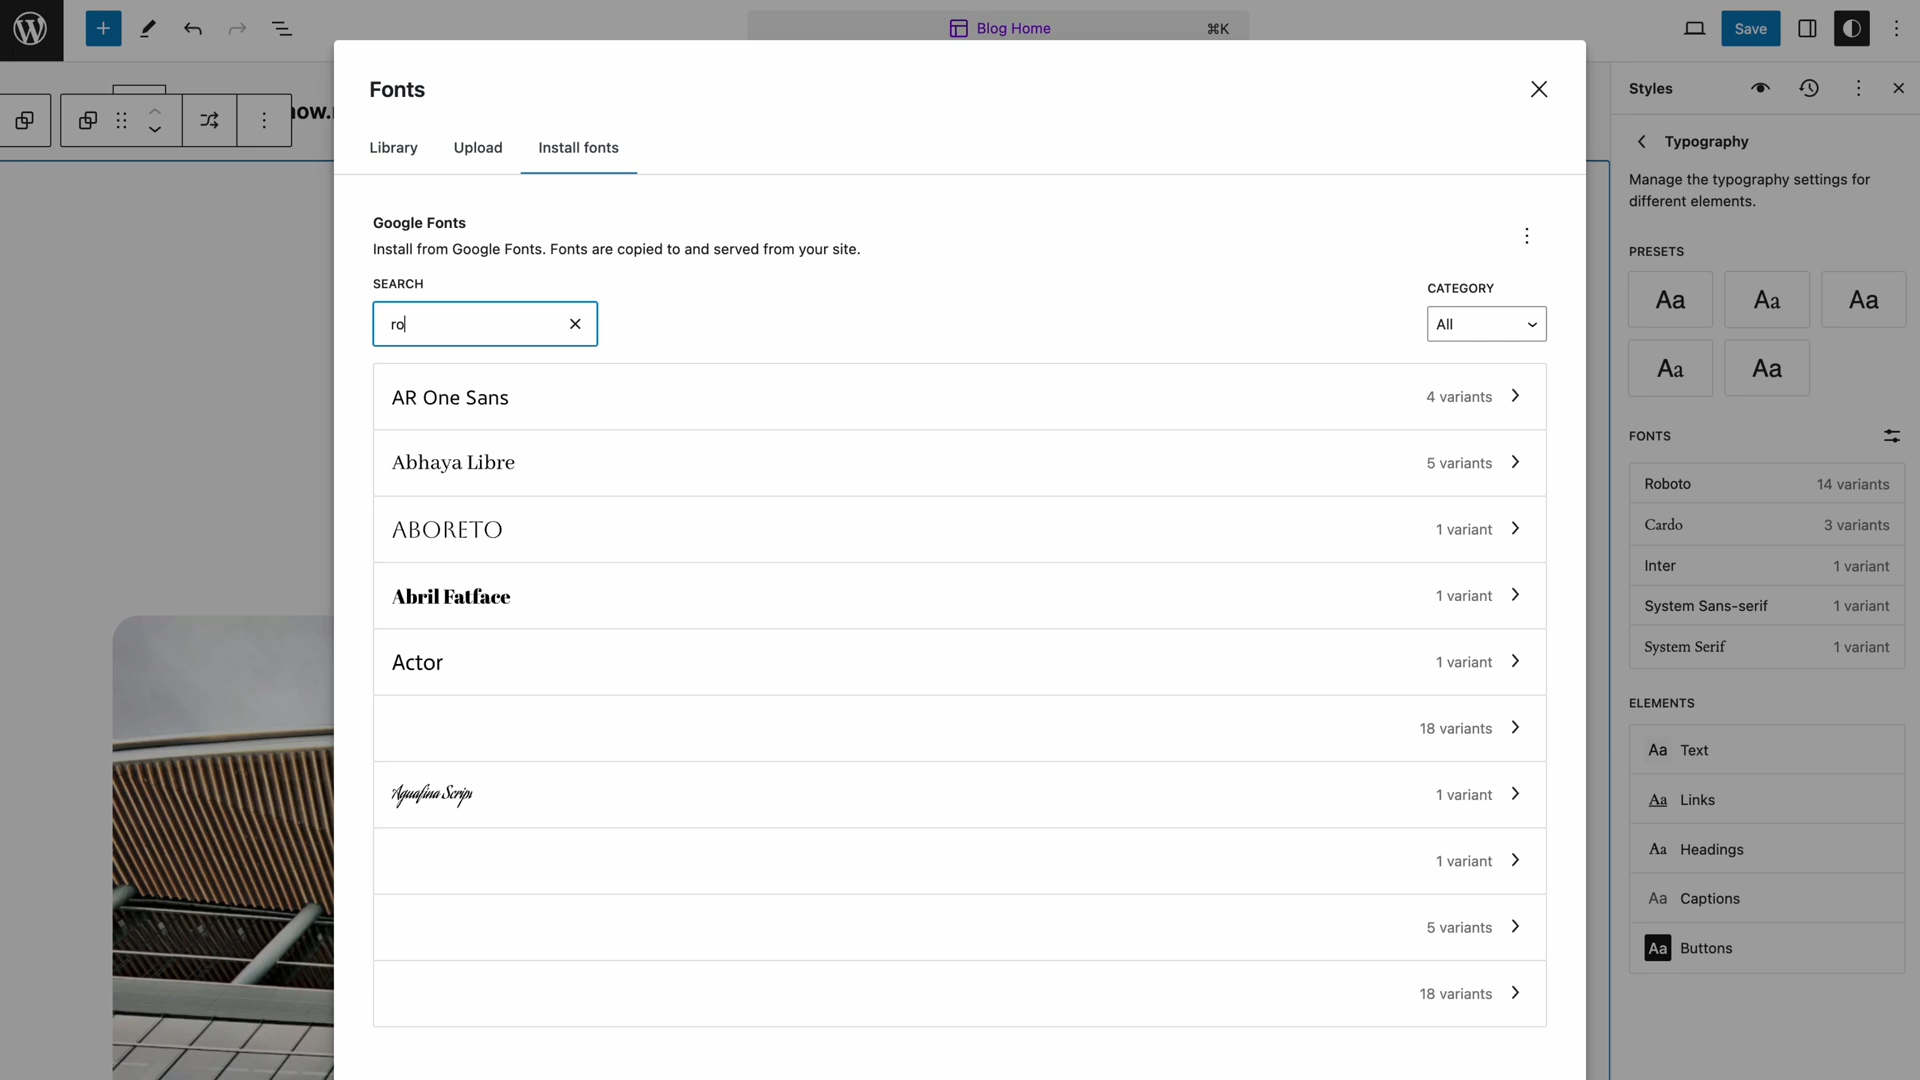 Blog Home
⌘K
Save
how.
Fonts
Library
Upload
Install fonts
Google Fonts
Install from Google Fonts. Fonts are copied to and served from your site.
SEARCH
ro
CATEGORY
All
AR One Sans
4 variants
Abhaya Libre
5 variants
ABORETO
1 variant
Abril Fatface
1 variant
Actor
1 variant
18 variants
Aguafina Script
1 variant
1 variant
5 variants
18 variants
Styles
Typography
Manage the typography settings for
different elements.
PRESETS
Aa
Aa
Aa
Aa
Aa
FONTS
Roboto
14 variants
Cardo
3 variants
Inter
1 variant
System Sans-serif
1 variant
System Serif
1 variant
ELEMENTS
Aa Text
Aa Links
Aa Headings
Aa Captions
Aa Buttons